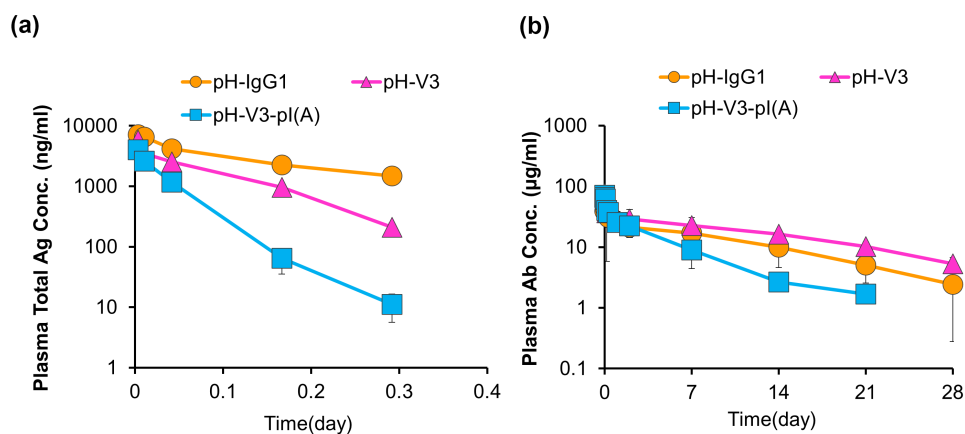 (a)
pH-IgG1
pH-V3
pH-V3-pI(A)
Plasma Total Ag Conc. (ng/ml)
10000
1000
100
10
1
0
0.1
0.2
0.3
0.4
Time(day)
(b)
pH-IgG1
pH-V3
pH-V3-pI(A)
Plasma Ab Conc. (µg/ml)
1000
100
10
1
0.1
0
7
14
21
28
Time(day)